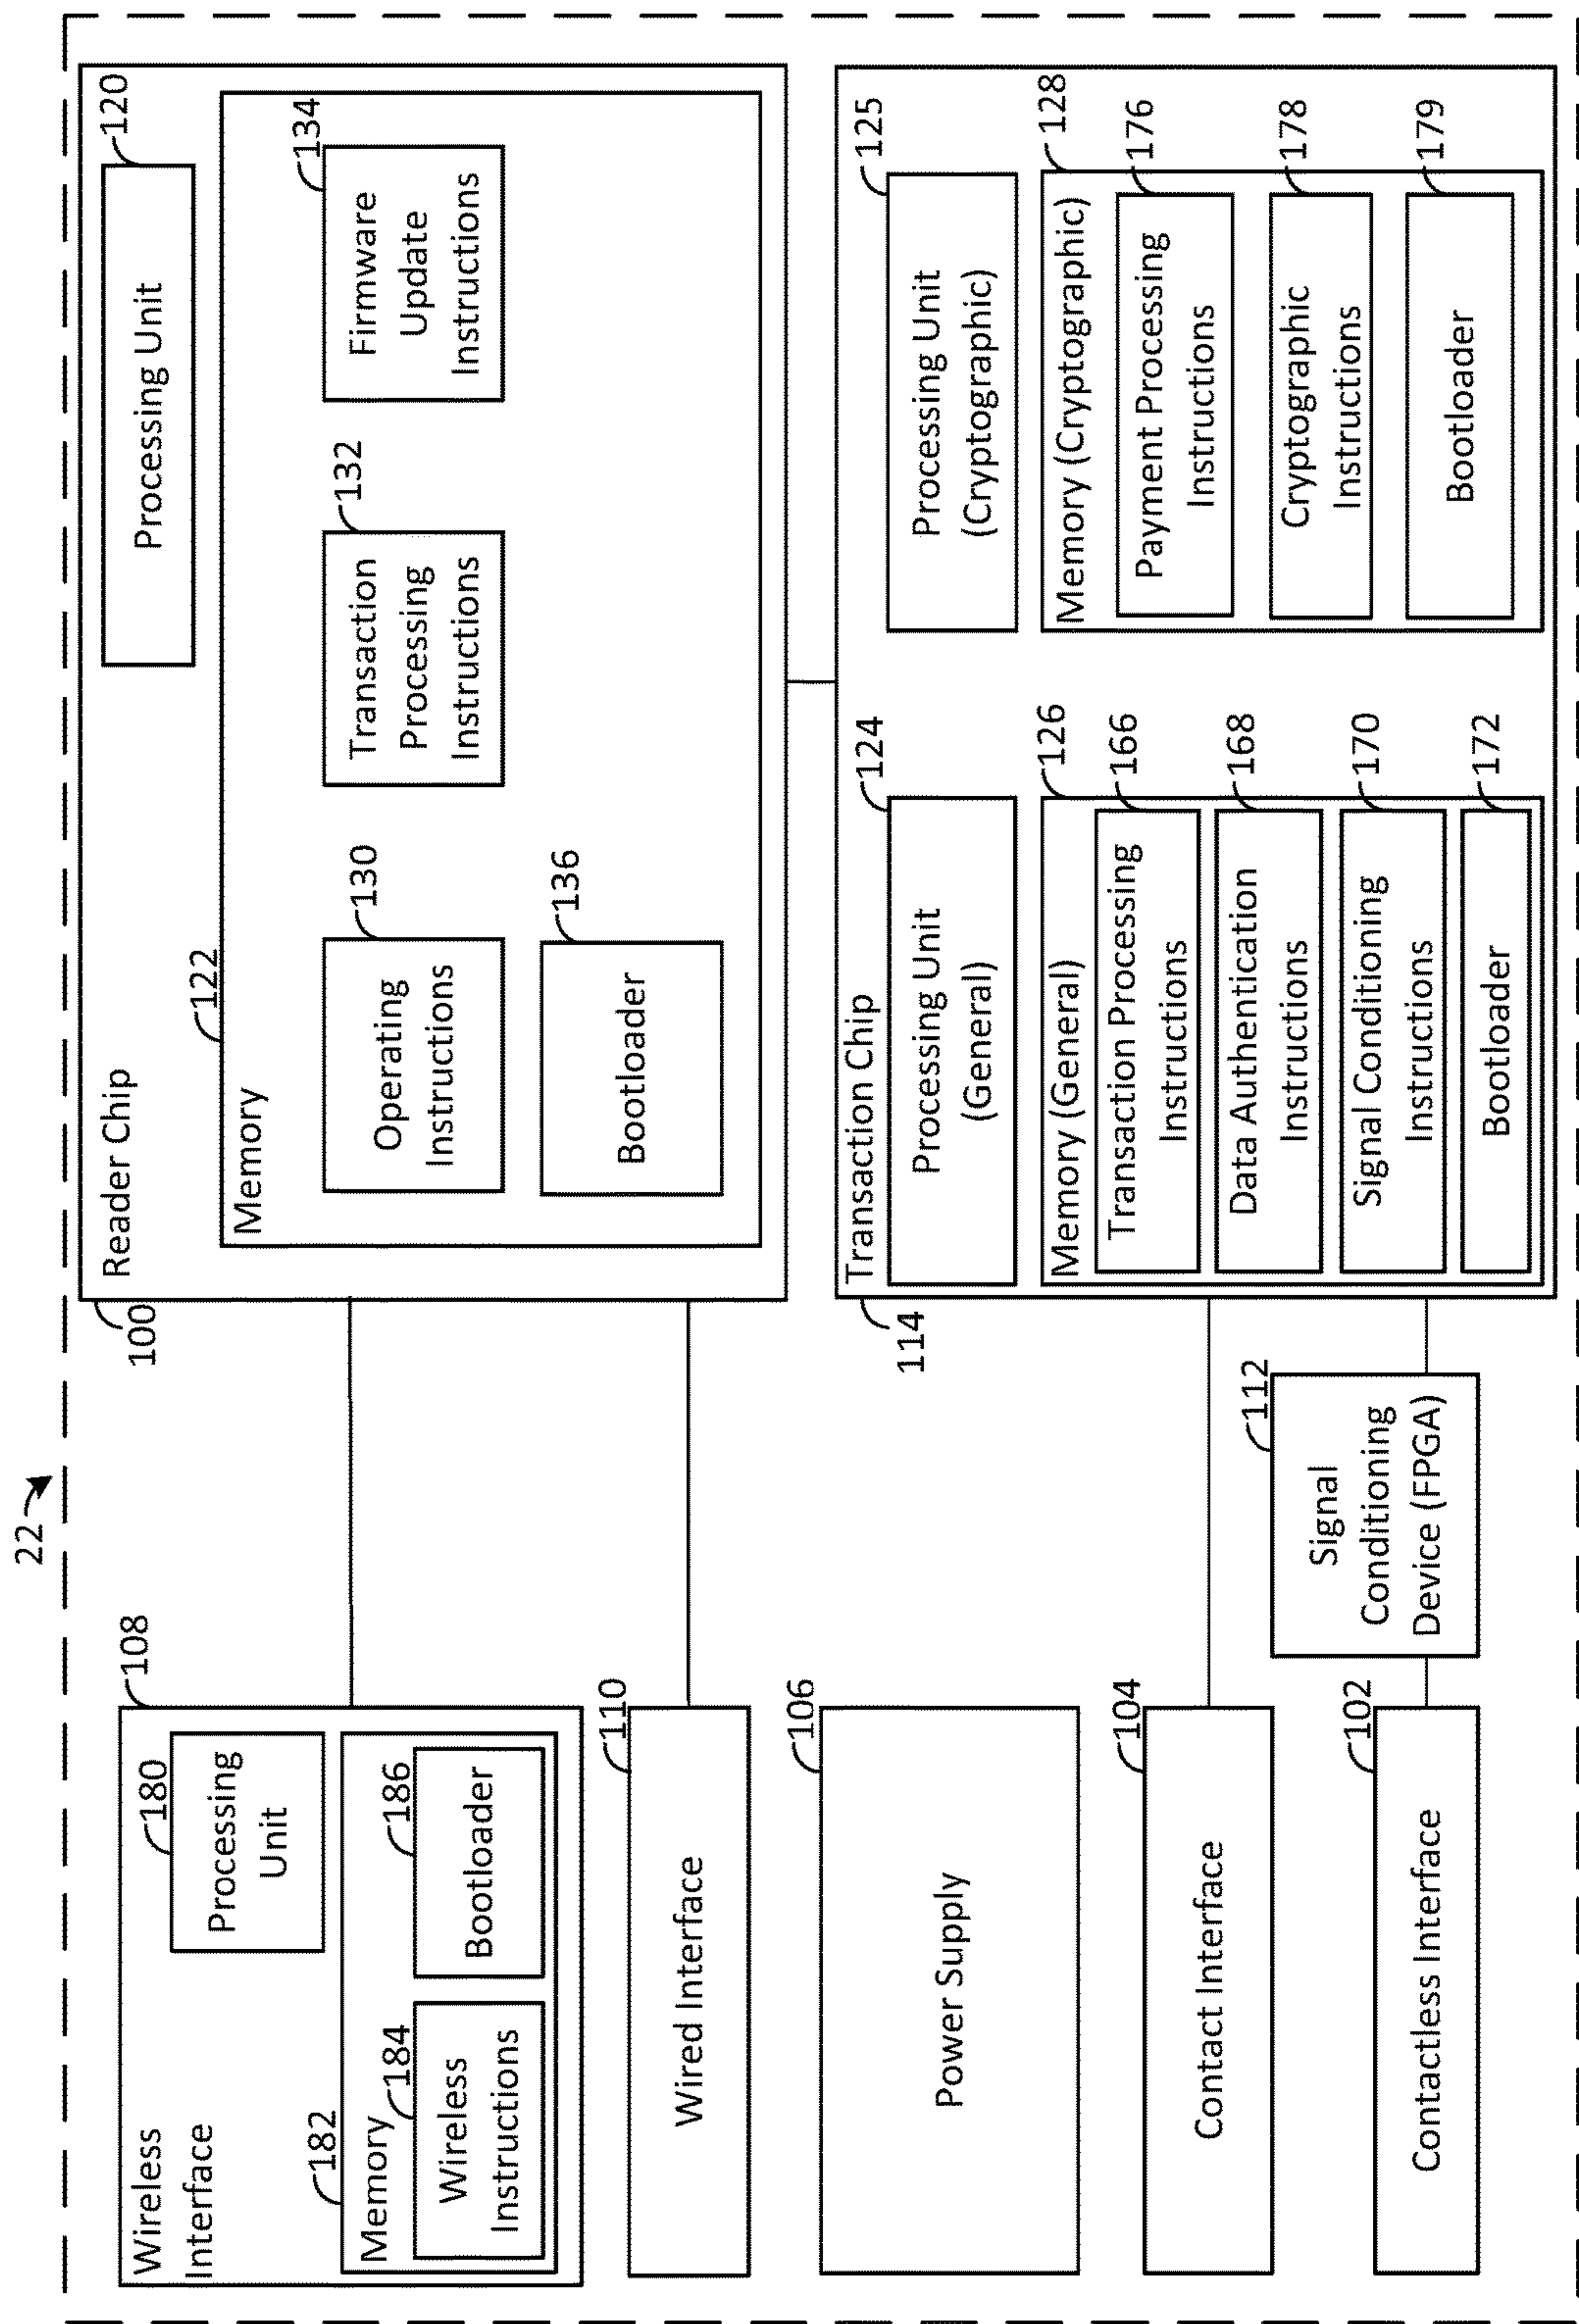 22
Wireless
Interface
108
180
Processing
Unit
182
Memory
184
Wireless
Instructions
186
Bootloader
110
Wired Interface
106
Power Supply
104
Contact Interface
102
Contactless Interface
112
Signal
Conditioning
Device (FPGA)
100
Reader Chip
120
Processing Unit
122
Memory
130
Operating
Instructions
132
Transaction
Processing
Instructions
134
Firmware
Update
Instructions
136
Bootloader
114
Transaction Chip
124
Processing Unit
(General)
125
Processing Unit
(Cryptographic)
126
Memory (General)
166
Transaction Processing
Instructions
168
Data Authentication
Instructions
170
Signal Conditioning
Instructions
172
Bootloader
128
Memory (Cryptographic)
176
Payment Processing
Instructions
178
Cryptographic
Instructions
179
Bootloader